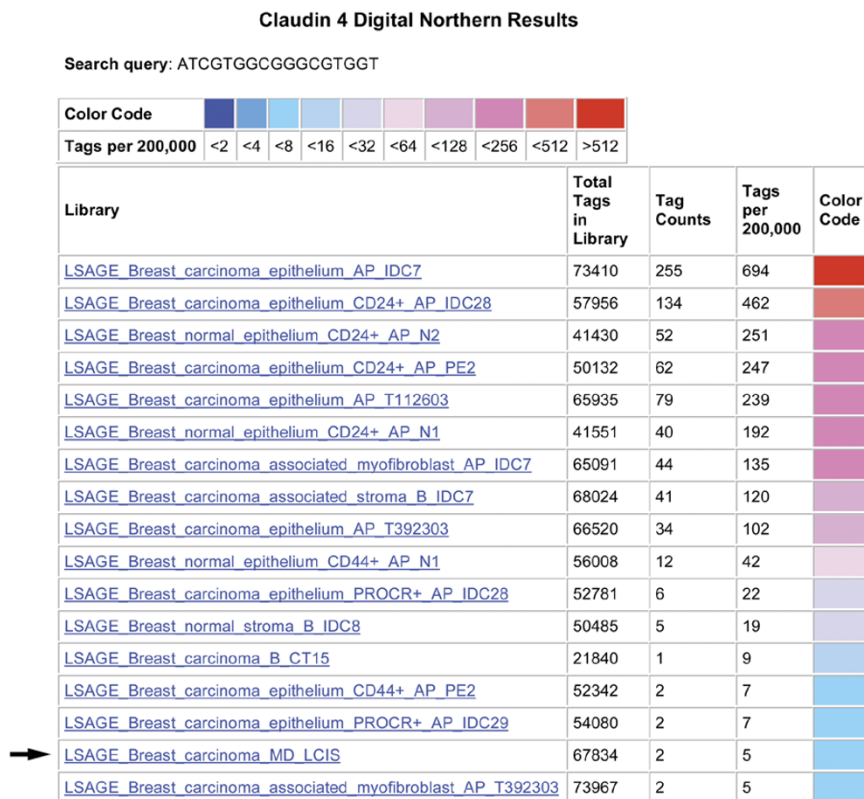 Claudin 4 Digital Northern Results
Search query: ATCGTGGCGGGCGTGGT
Color Code
Tags per 200,000 <2 <4 <8 <16 <32 <64 <128 <256 <512 >512
Library Total Tags in Library Tag Counts Tags per 200,000 Color Code
LSAGE_Breast_carcinoma_epithelium_AP_IDC7 73410 255 694
LSAGE_Breast_carcinoma_epithelium_CD24+_AP_IDC28 57956 134 462
LSAGE_Breast_normal_epithelium_CD24+_AP_N2 41430 52 251
LSAGE_Breast_carcinoma_epithelium_CD24+_AP_PE2 50132 62 247
LSAGE_Breast_carcinoma_epithelium_AP_T112603 65935 79 239
LSAGE_Breast_normal_epithelium_CD24+_AP_N1 41551 40 192
LSAGE_Breast_carcinoma_associated_myofibroblast_AP_IDC7 65091 44 135
LSAGE_Breast_carcinoma_associated_stroma_B_IDC7 68024 41 120
LSAGE_Breast_carcinoma_epithelium_AP_T392303 66520 34 102
LSAGE_Breast_normal_epithelium_CD44+_AP_N1 56008 12 42
LSAGE_Breast_carcinoma_epithelium_PROCR+_AP_IDC28 52781 6 22
LSAGE_Breast_normal_stroma_B_IDC8 50485 5 19
LSAGE_Breast_carcinoma_B_CT15 21840 1 9
LSAGE_Breast_carcinoma_epithelium_CD44+_AP_PE2 52342 2 7
LSAGE_Breast_carcinoma_epithelium_PROCR+_AP_IDC29 54080 2 7
LSAGE_Breast_carcinoma_MD_LCIS 67834 2 5
LSAGE_Breast_carcinoma_associated_myofibroblast_AP_T392303 73967 2 5